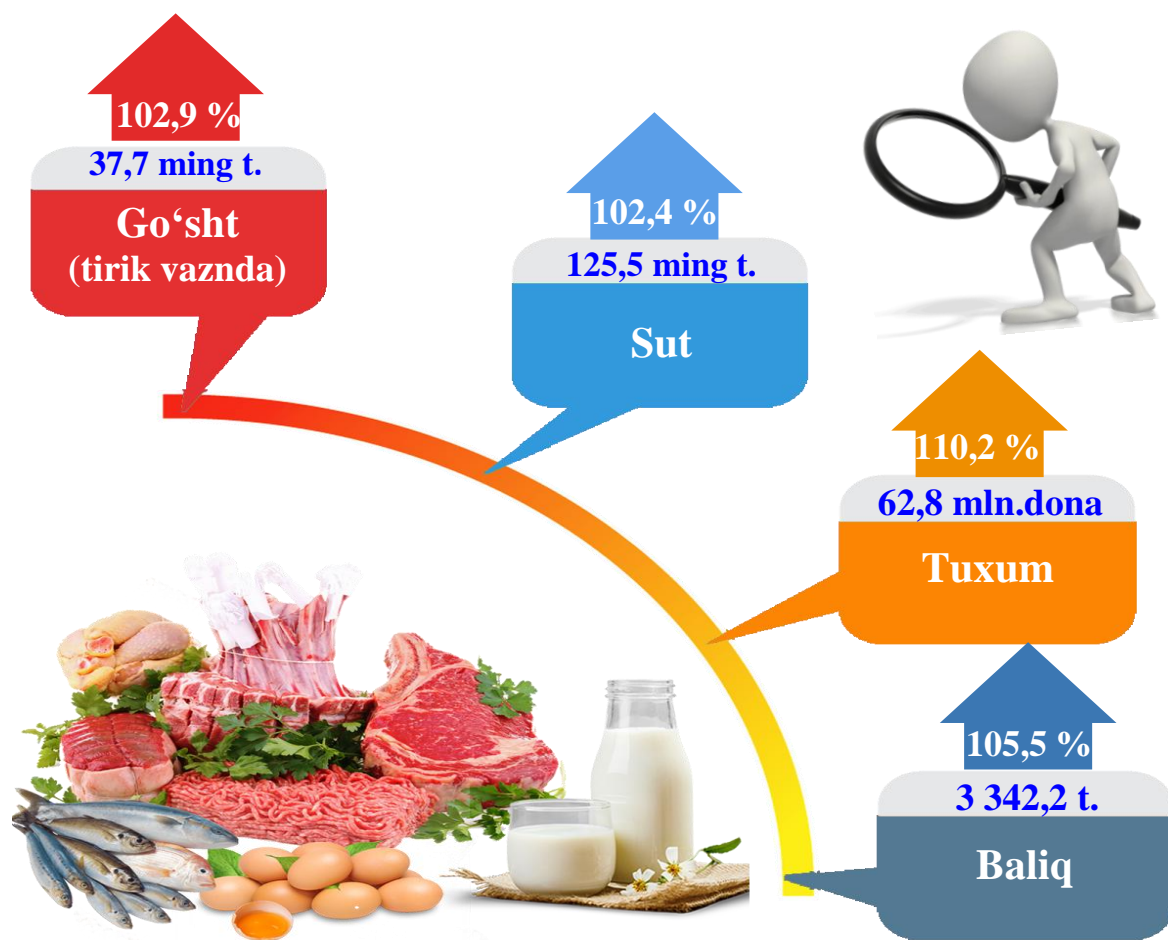 102,9 %
37,7 ming t.
Go‘sht
(tirik vaznda)
102,4 %
125,5 ming t.
Sut
110,2 %
62,8 mln.dona
Tuxum
105,5 %
3 342,2 t.
Baliq